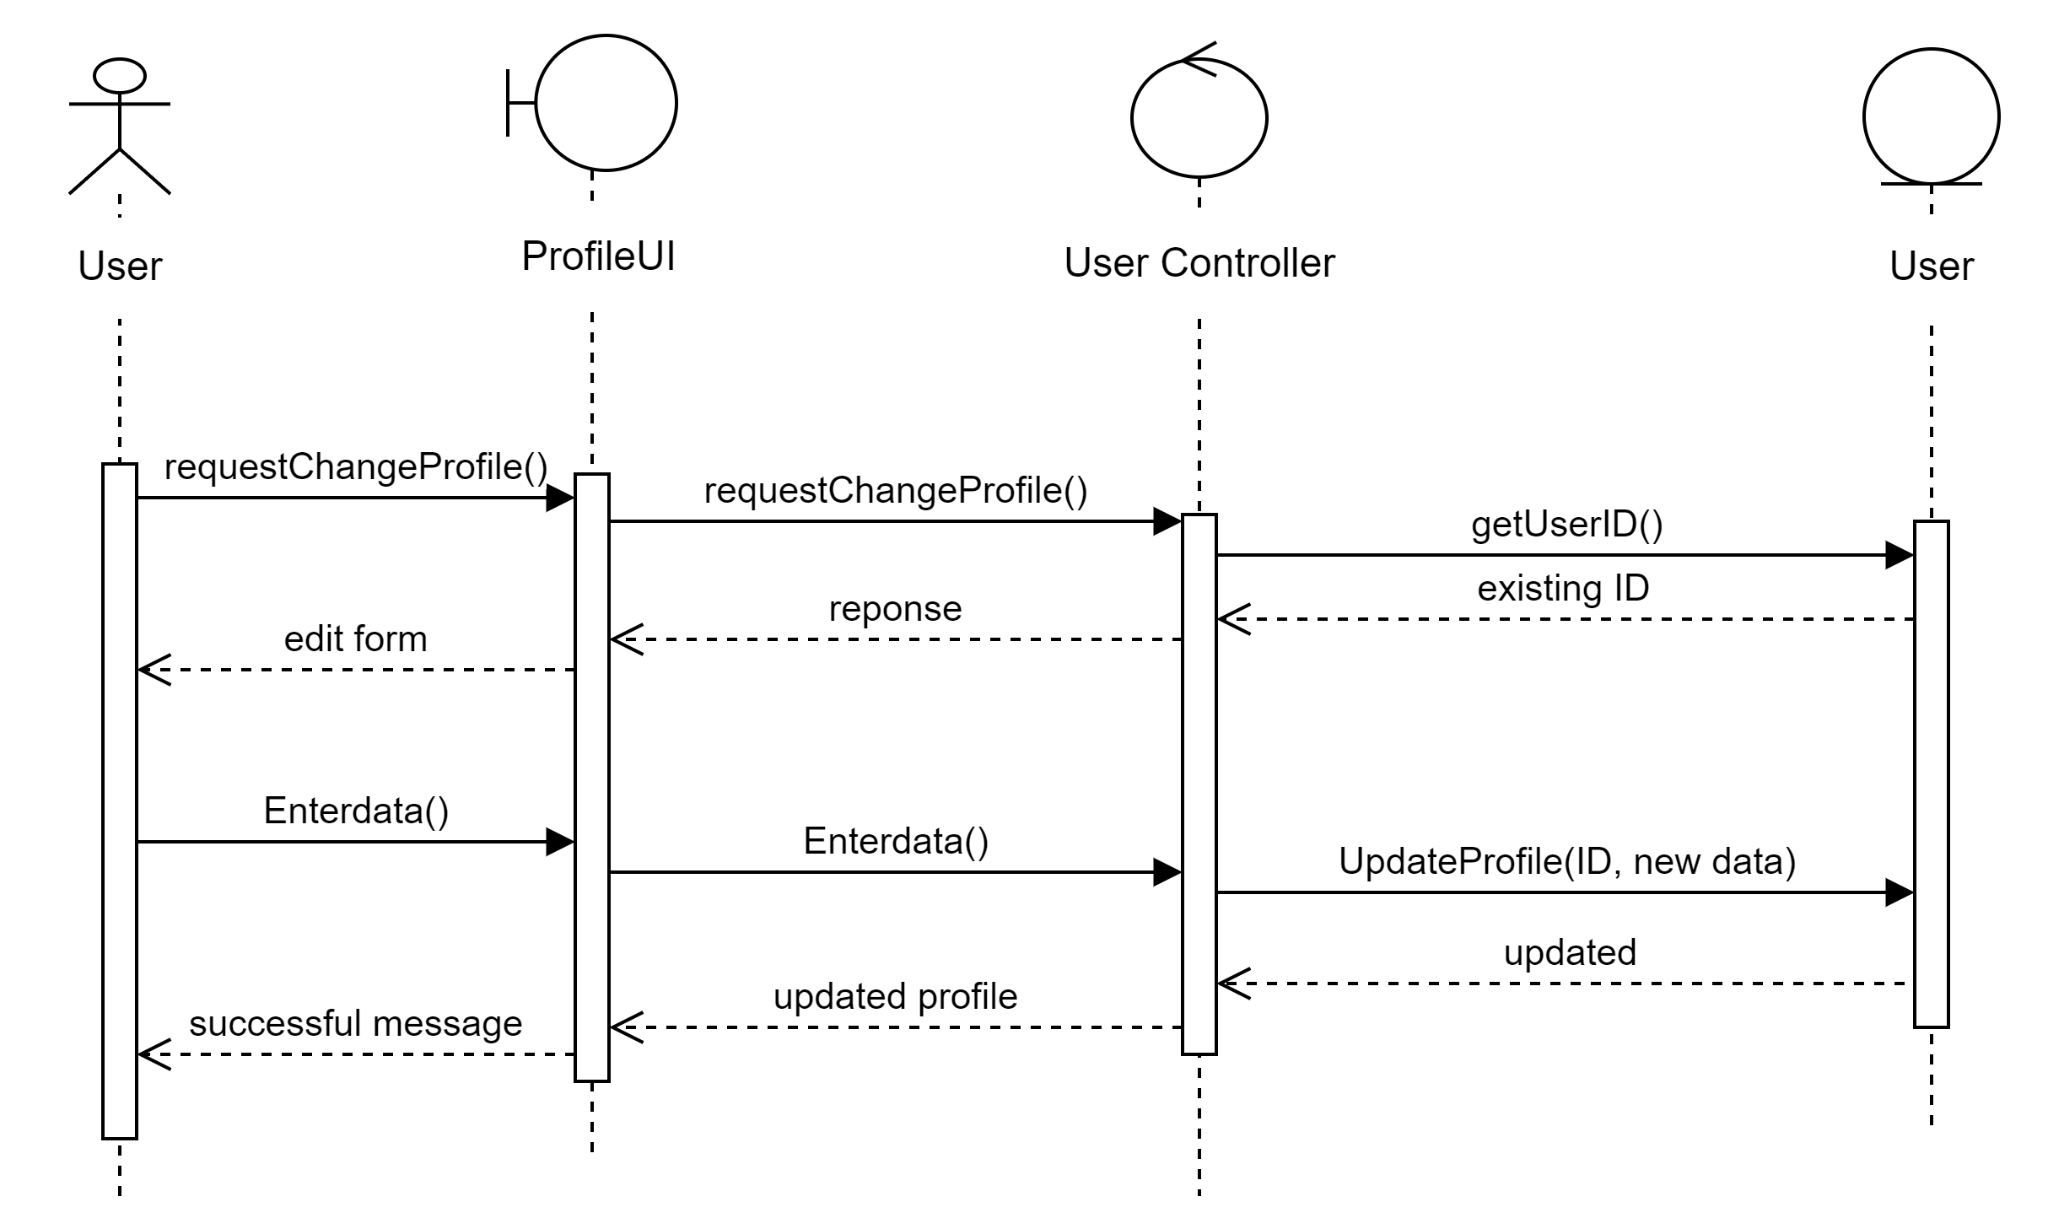 User
ProfileUI
User Controller
User
requestChangeProfile()
requestChangeProfile()
getUserID()
existing ID
reponse
edit form
Enterdata()
Enterdata()
UpdateProfile(ID, new data)
updated
updated profile
successful message